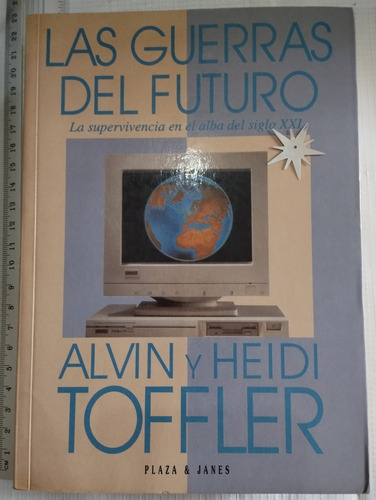 LAS GUERRAS
DEL FUTURO
La supervivencia en el alba del siglo XXI
ALVIN Y HEIDI
TOFFLER
PLAZA & JANES